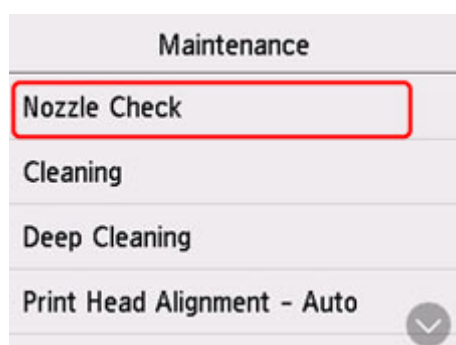 Maintenance
Nozzle Check
Cleaning
Deep Cleaning
Print Head Alignment - Auto